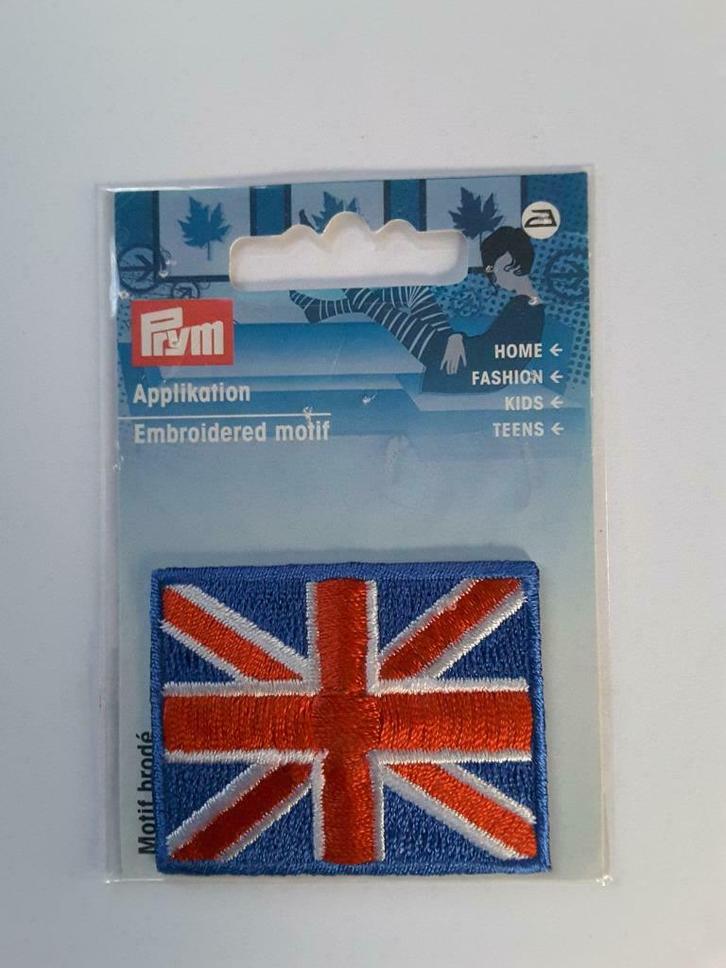 Prym
Applikation
Embroidered motif
HOME ←
FASHION ←
KIDS ←
TEENS ←
Motif brodé